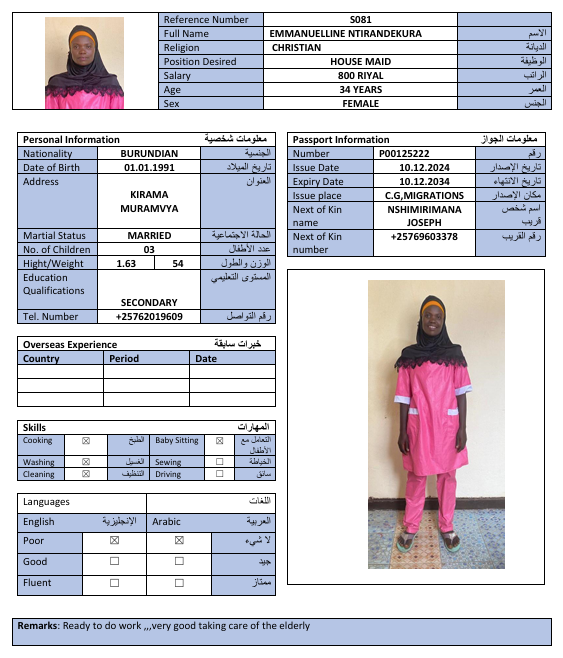 Reference Number S081
Full Name EMMANUELLINE NTIRANDEKURA الاسم
Religion CHRISTIAN الديانة
Position Desired HOUSE MAID الوظيفة
Salary 800 RIYAL الراتب
Age 34 YEARS العمر
Sex FEMALE الجنس
Personal Information معلومات شخصية
Nationality BURUNDIAN الجنسية
Date of Birth 01.01.1991 تاريخ الميلاد
Address العنوان
KIRAMA
MURAMVYA
Martial Status MARRIED الحالة الاجتماعية
No. of Children 03 عدد الأطفال
Hight/Weight 1.63 54 الوزن والطول
Education المستوى التعليمي
Qualifications
SECONDARY
Tel. Number +25762019609 رقم التواصل
Passport Information معلومات الجواز
Number P00125222 رقم
Issue Date 10.12.2024 تاريخ الإصدار
Expiry Date 10.12.2034 تاريخ الانتهاء
Issue place C.G,MIGRATIONS مكان الإصدار
Next of Kin NSHIMIRIMANA اسم شخص
name JOSEPH قريب
Next of Kin +25769603378 رقم القريب
number
Overseas Experience خبرات سابقة
Country Period Date
Skills المهارات
Cooking ☒ الطبخ Baby Sitting ☒ التعامل مع
الأطفال
Washing ☒ الغسيل Sewing ☐ الخياطة
Cleaning ☒ التنظيف Driving ☐ سائق
Languages اللغات
English الإنجليزية Arabic العربية
Poor ☒ ☒ لا شيء
Good ☐ ☐ جيد
Fluent ☐ ☐ ممتاز
Remarks: Ready to do work ,,,very good taking care of the elderly